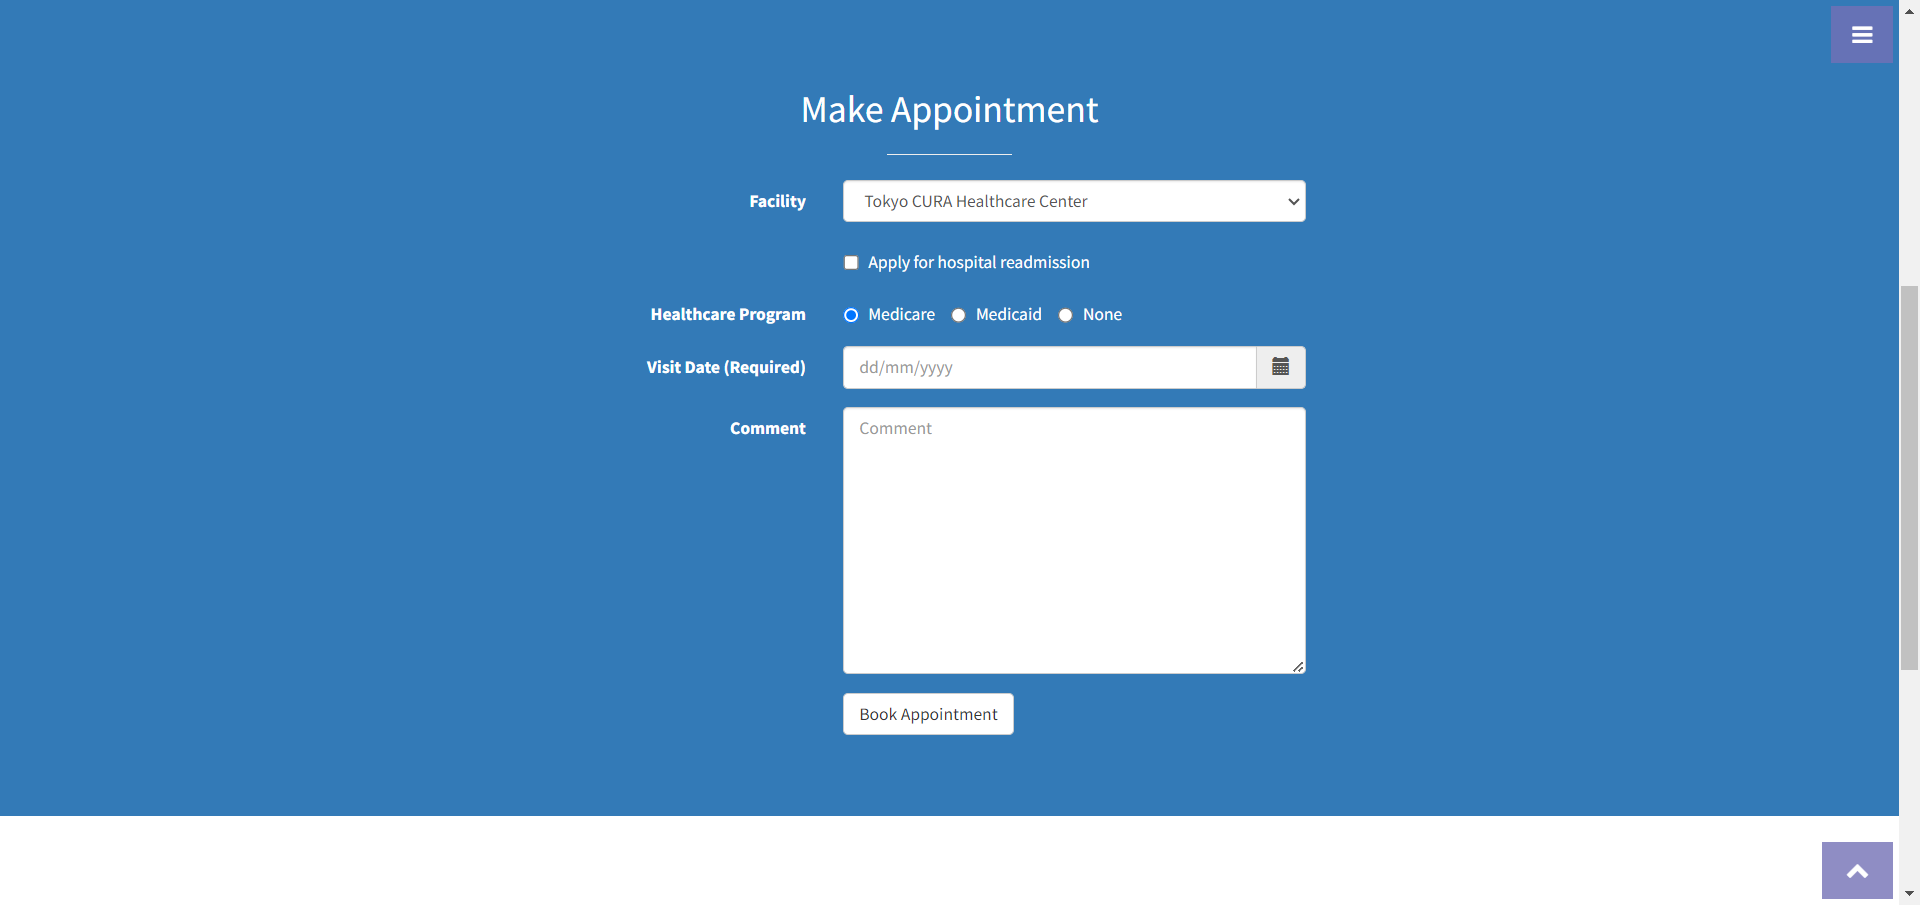 Make Appointment
Facility
Tokyo CURA Healthcare Center
Apply for hospital readmission
Healthcare Program
Medicare Medicaid None
Visit Date (Required)
dd/mm/yyyy
Comment
Comment
Book Appointment